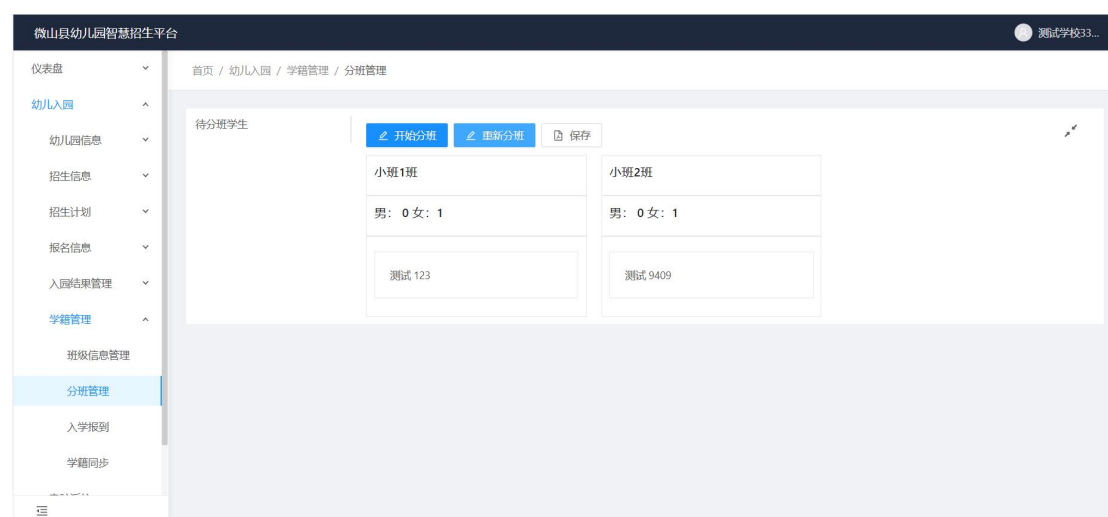 微山县幼儿园智慧招生平台
测试学校33...
仪表盘
首页 / 幼儿入园 / 学籍管理 / 分班管理
幼儿入园
待分班学生
开始分班
重新分班
保存
幼儿园信息
小班1班
小班2班
招生信息
招生计划
男: 0 女: 1
男: 0 女: 1
报名信息
测试 123
测试 9409
入园结果管理
学籍管理
班级信息管理
分班管理
入学报到
学籍同步